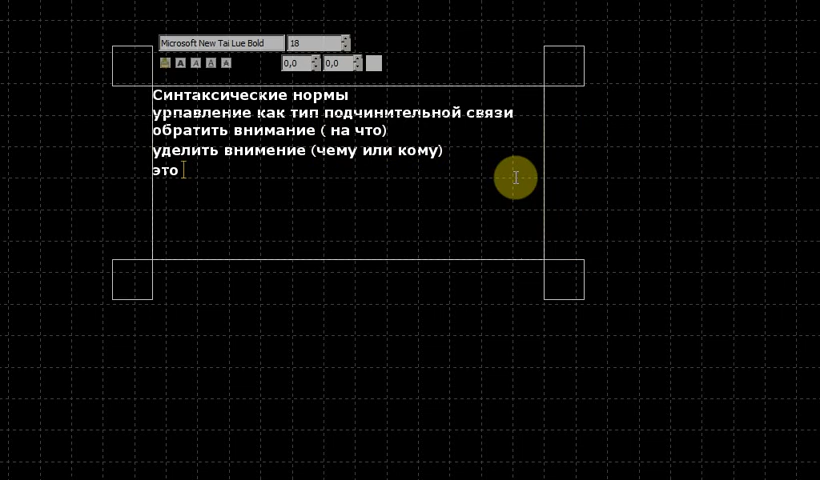 Microsoft New Tai Lue Bold 18
A A A A A 0,0 0,0
Синтаксические нормы
урпавление как тип подчинительной связи
обратить внимание ( на что)
уделить внимение (чему или кому)
это